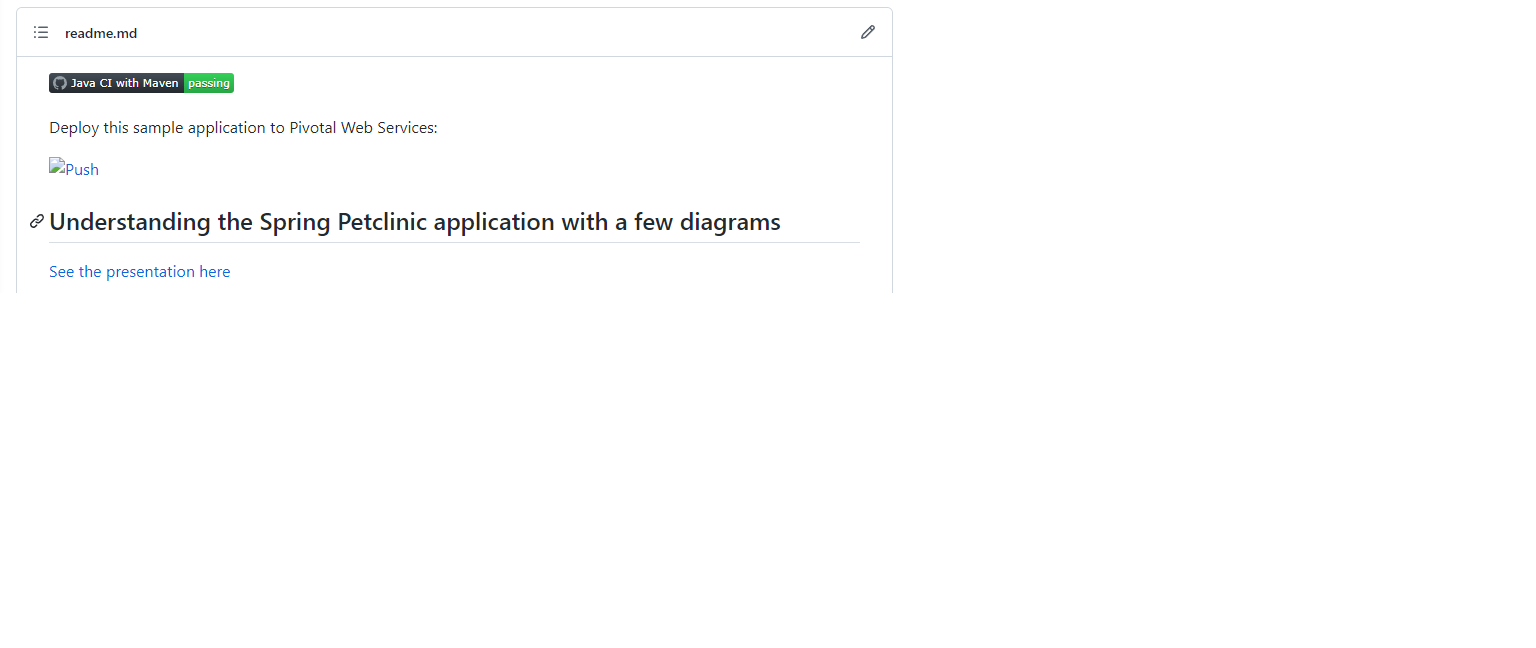 readme.md
Java CI with Maven passing
Deploy this sample application to Pivotal Web Services:
Push
Understanding the Spring Petclinic application with a few diagrams
See the presentation here